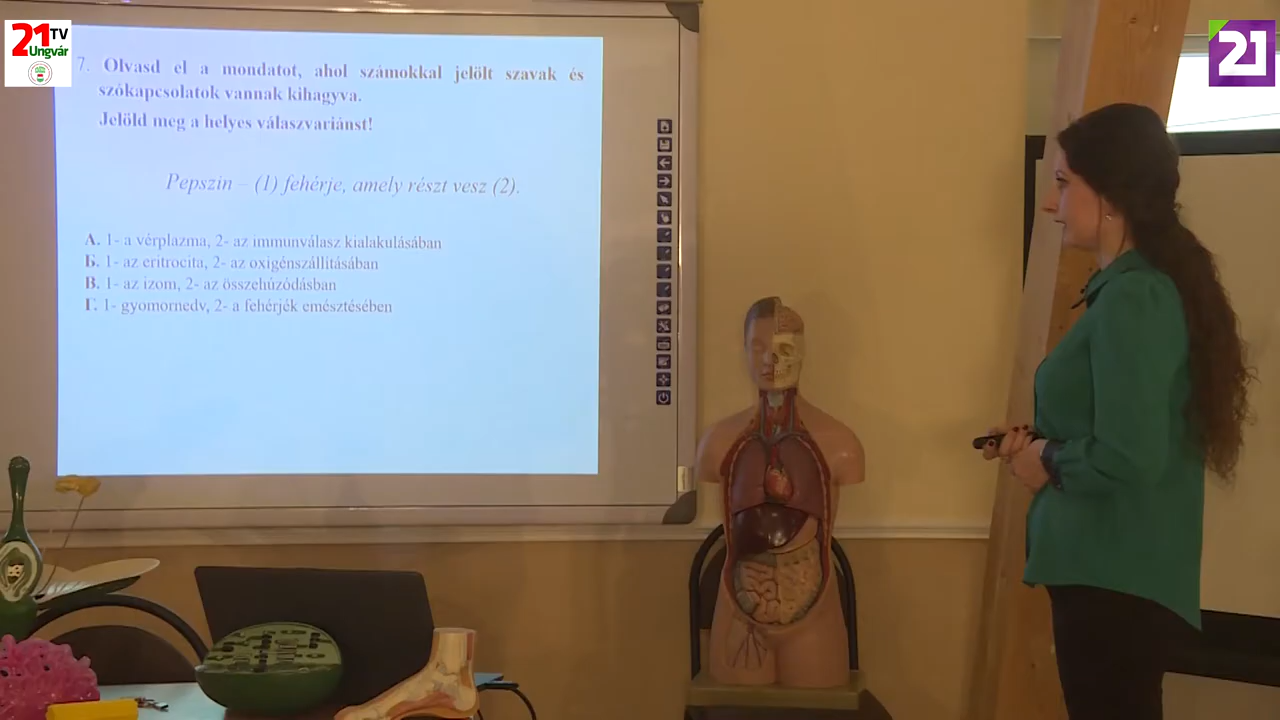 21 TV
Ungvár
21
7. Olvasd el a mondatot, ahol számokkal jelölt szavak és
szókapcsolatok vannak kihagyva.
Jelöld meg a helyes válaszvariánst!
Pepszin – (1) fehérje, amely részt vesz (2).
А. 1- a vérplazma, 2- az immunválasz kialakulásában
Б. 1- az eritrocita, 2- az oxigénszállításában
В. 1- az izom, 2- az összehúzódásban
Г. 1- gyomornedv, 2- a fehérjék emésztésében